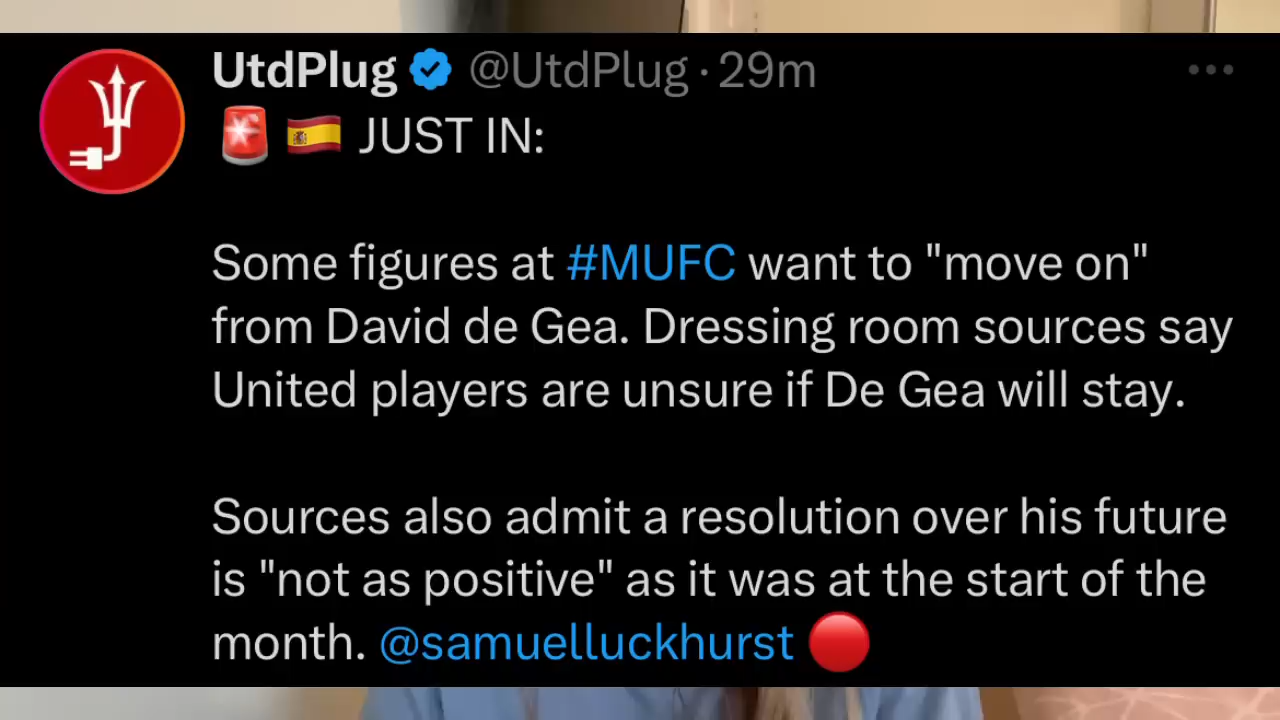 UtdPlug @UtdPlug · 29m
🚨 🇪🇸 JUST IN:
Some figures at #MUFC want to "move on"
from David de Gea. Dressing room sources say
United players are unsure if De Gea will stay.
Sources also admit a resolution over his future
is "not as positive" as it was at the start of the
month. @samuelluckhurst 🔴